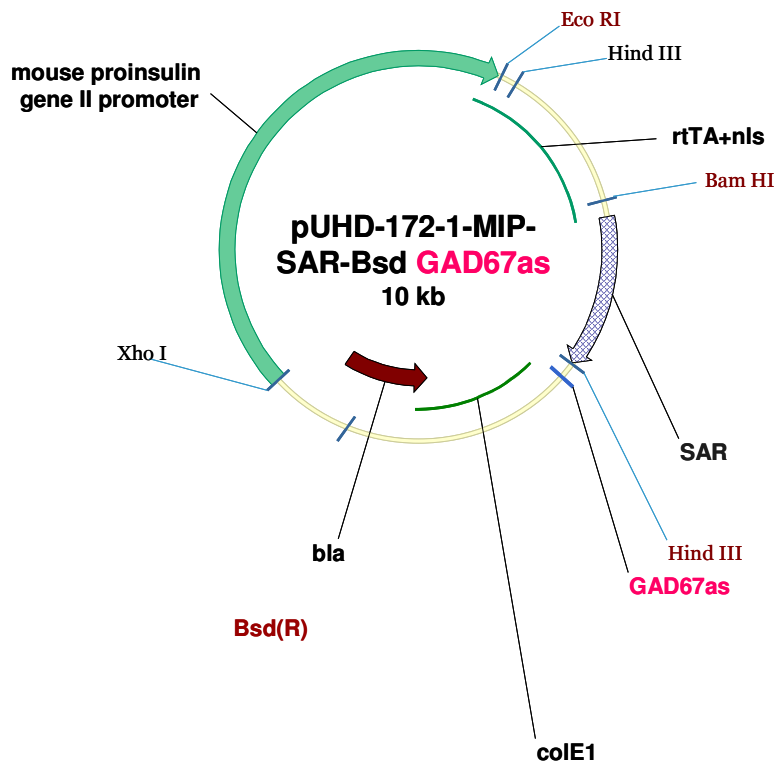 Eco RI
Hind III
mouse proinsulin
gene II promoter
rtTA+nls
Bam HI
pUHD-172-1-MIP-
SAR-Bsd GAD67as
10 kb
Xho I
SAR
bla
Hind III
GAD67as
Bsd(R)
colE1